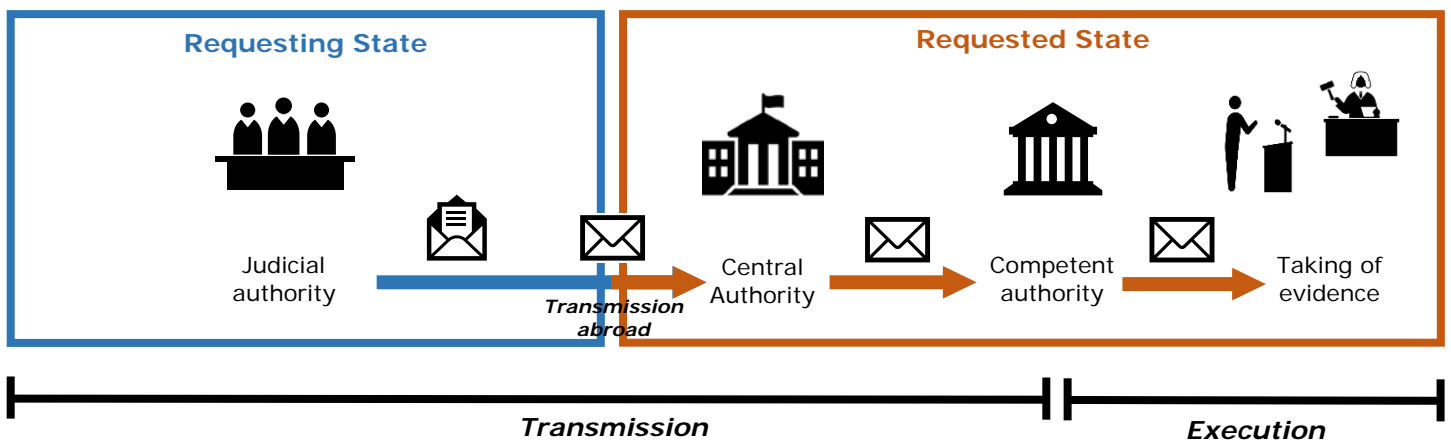 Requesting State
Requested State
Judicial
authority
Transmission
abroad
Central
Authority
Competent
authority
Taking of
evidence
Transmission
Execution